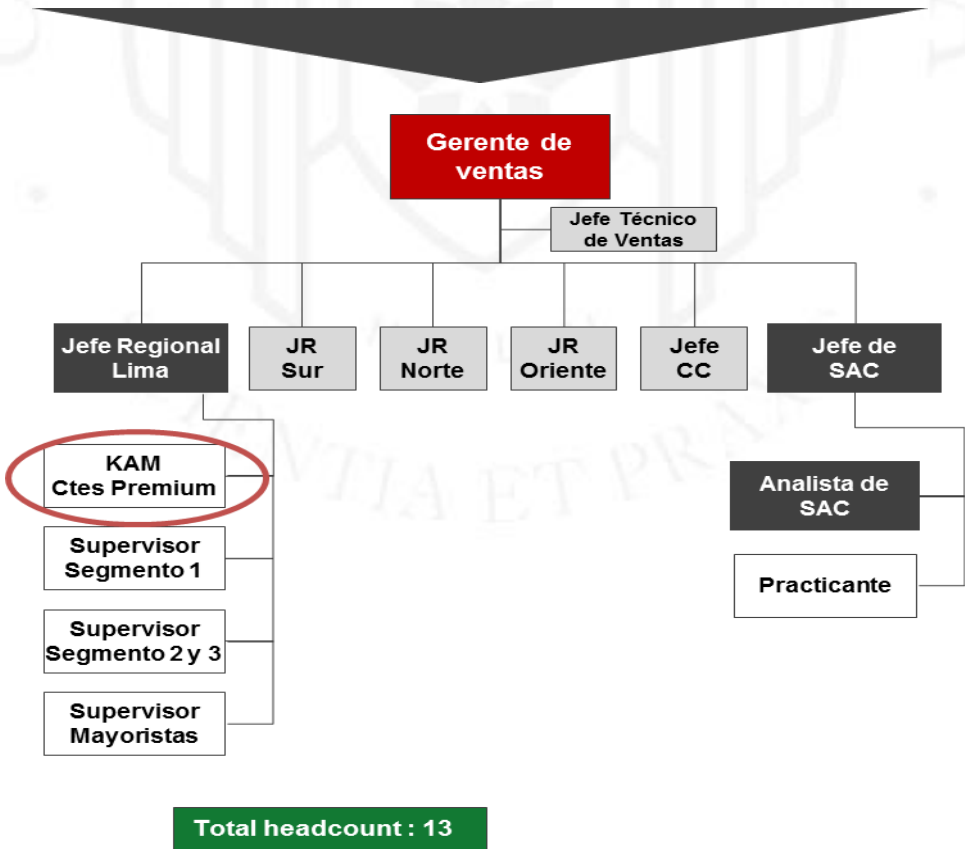 Gerente de
ventas
Jefe Técnico
de Ventas
Jefe Regional
Lima
JR
Sur
JR
Norte
JR
Oriente
Jefe
CC
Jefe de
SAC
KAM
Ctes Premium
Supervisor
Segmento 1
Supervisor
Segmento 2 y 3
Supervisor
Mayoristas
Analista de
SAC
Practicante
ET PRAX
Total headcount : 13